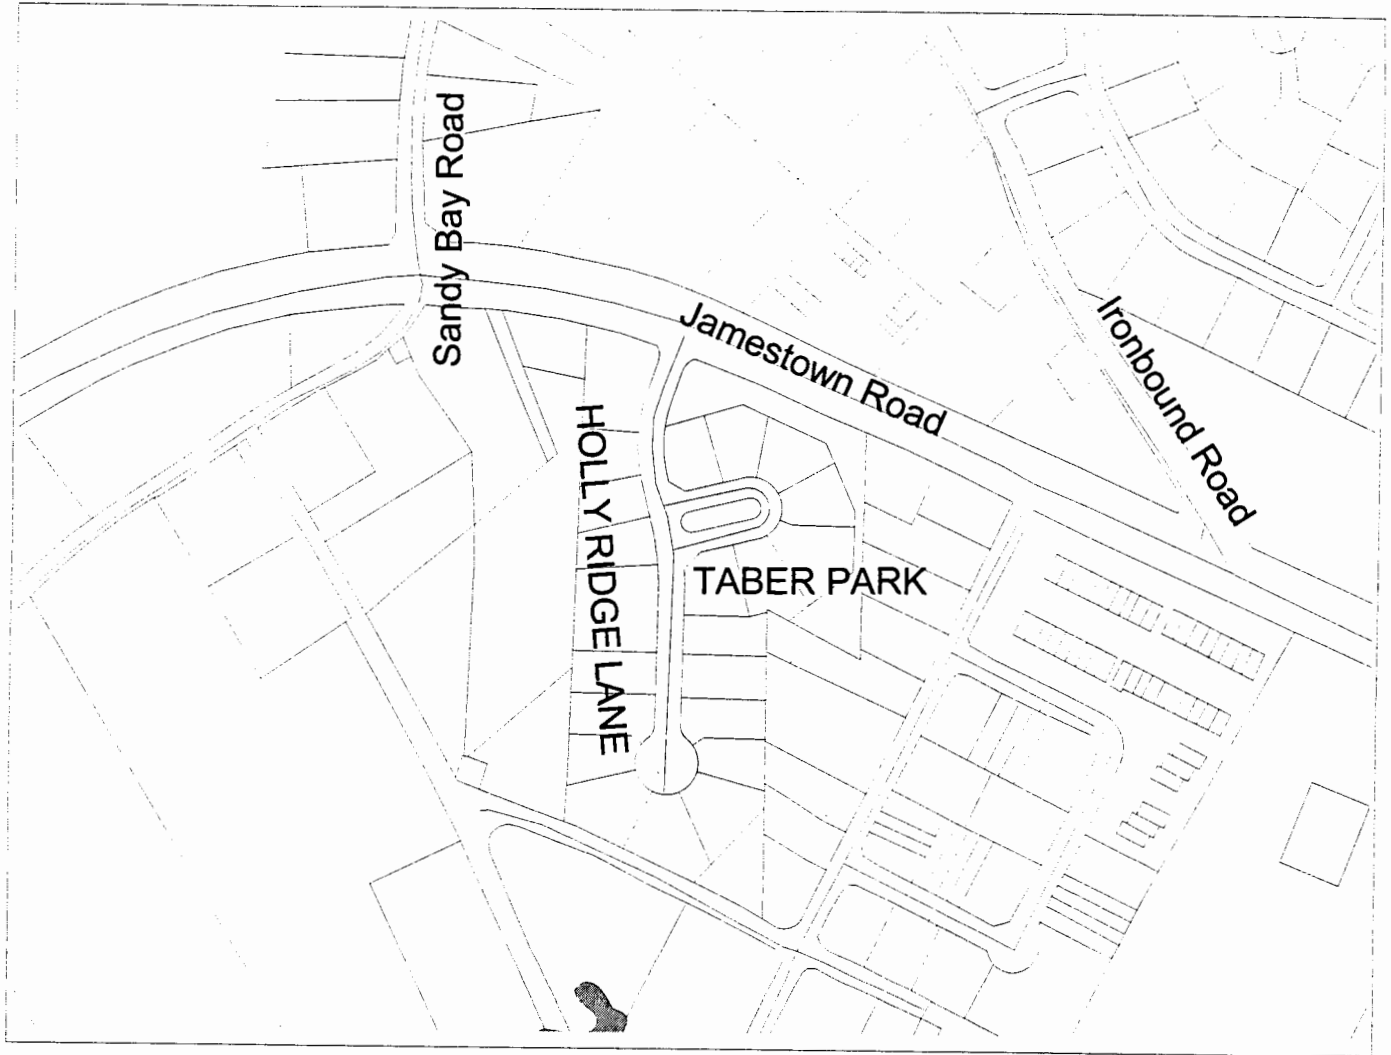 Sandy Bay Road
Jamestown Road
Ironbound Road
HOLLY RIDGE LANE
TABER PARK